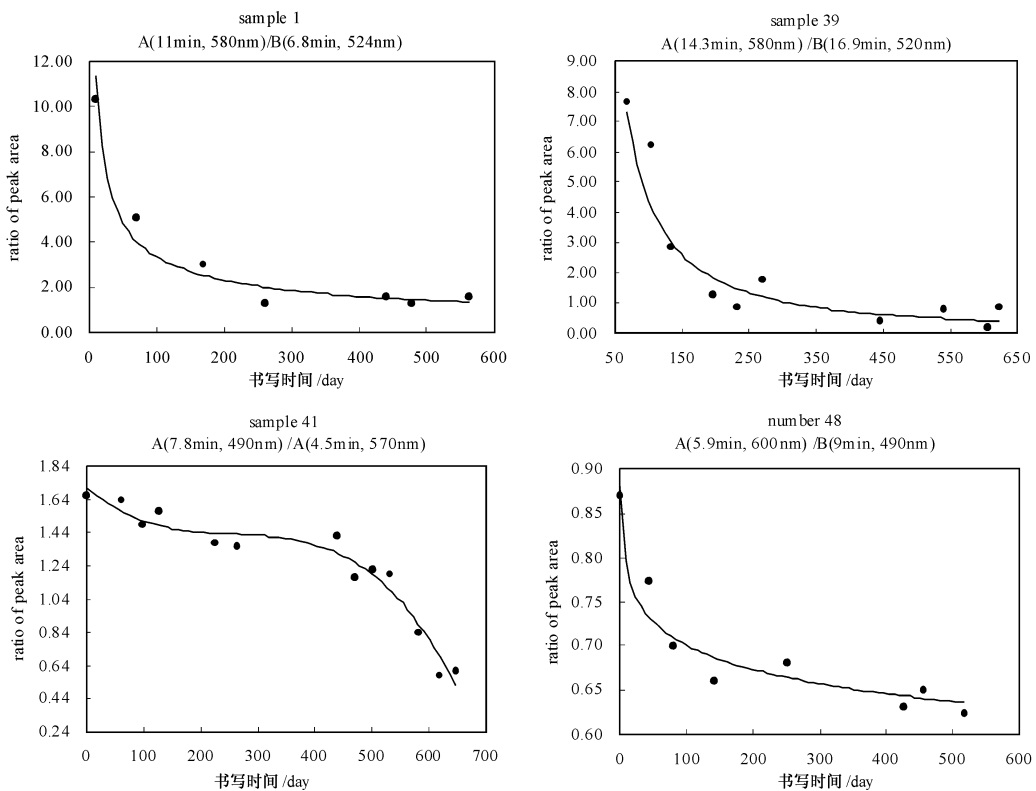 sample 1
A(11min, 580nm)/B(6.8min, 524nm)
12.00
10.00
8.00
6.00
4.00
2.00
0.00
ratio of peak area
0 100 200 300 400 500 600
书写时间 /day
sample 39
A(14.3min, 580nm) /B(16.9min, 520nm)
9.00
8.00
7.00
6.00
5.00
4.00
3.00
2.00
1.00
0.00
ratio of peak area
50 150 250 350 450 550 650
书写时间 /day
sample 41
A(7.8min, 490nm) /A(4.5min, 570nm)
1.84
1.64
1.44
1.24
1.04
0.84
0.64
0.44
0.24
ratio of peak area
0 100 200 300 400 500 600 700
书写时间 /day
number 48
A(5.9min, 600nm) /B(9min, 490nm)
0.90
0.85
0.80
0.75
0.70
0.65
0.60
ratio of peak area
0 100 200 300 400 500 600
书写时间 /day